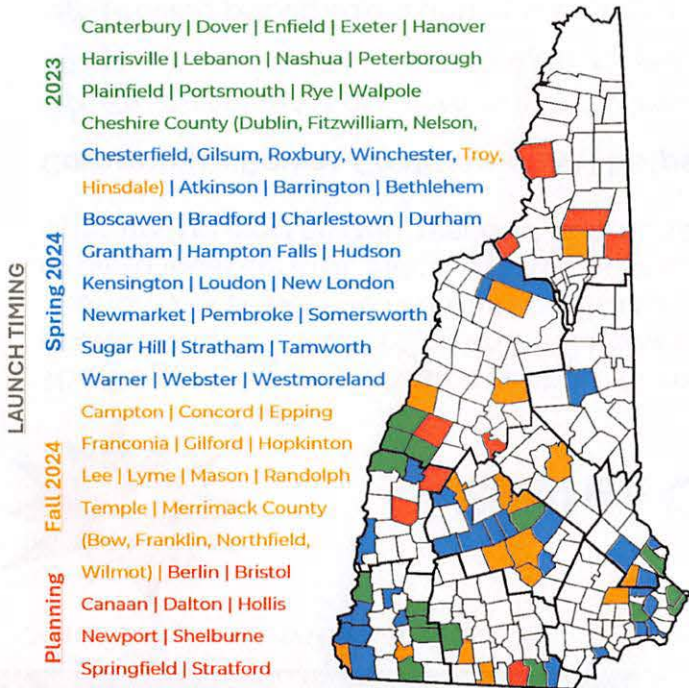 LAUNCH TIMING
2023
Canterbury | Dover | Enfield | Exeter | Hanover
Harrisville | Lebanon | Nashua | Peterborough
Plainfield | Portsmouth | Rye | Walpole
Cheshire County (Dublin, Fitzwilliam, Nelson,
Spring 2024
Chesterfield, Gilsum, Roxbury, Winchester, Troy,
Hinsdale) | Atkinson | Barrington | Bethlehem
Boscawen | Bradford | Charlestown | Durham
Grantham | Hampton Falls | Hudson
Kensington | Loudon | New London
Newmarket | Pembroke | Somersworth
Sugar Hill | Stratham | Tamworth
Warner | Webster | Westmoreland
Fall 2024
Campton | Concord | Epping
Franconia | Gilford | Hopkinton
Lee | Lyme | Mason | Randolph
Temple | Merrimack County
(Bow, Franklin, Northfield,
Wilmot) | Berlin | Bristol
Planning
Canaan | Dalton | Hollis
Newport | Shelburne
Springfield | Stratford